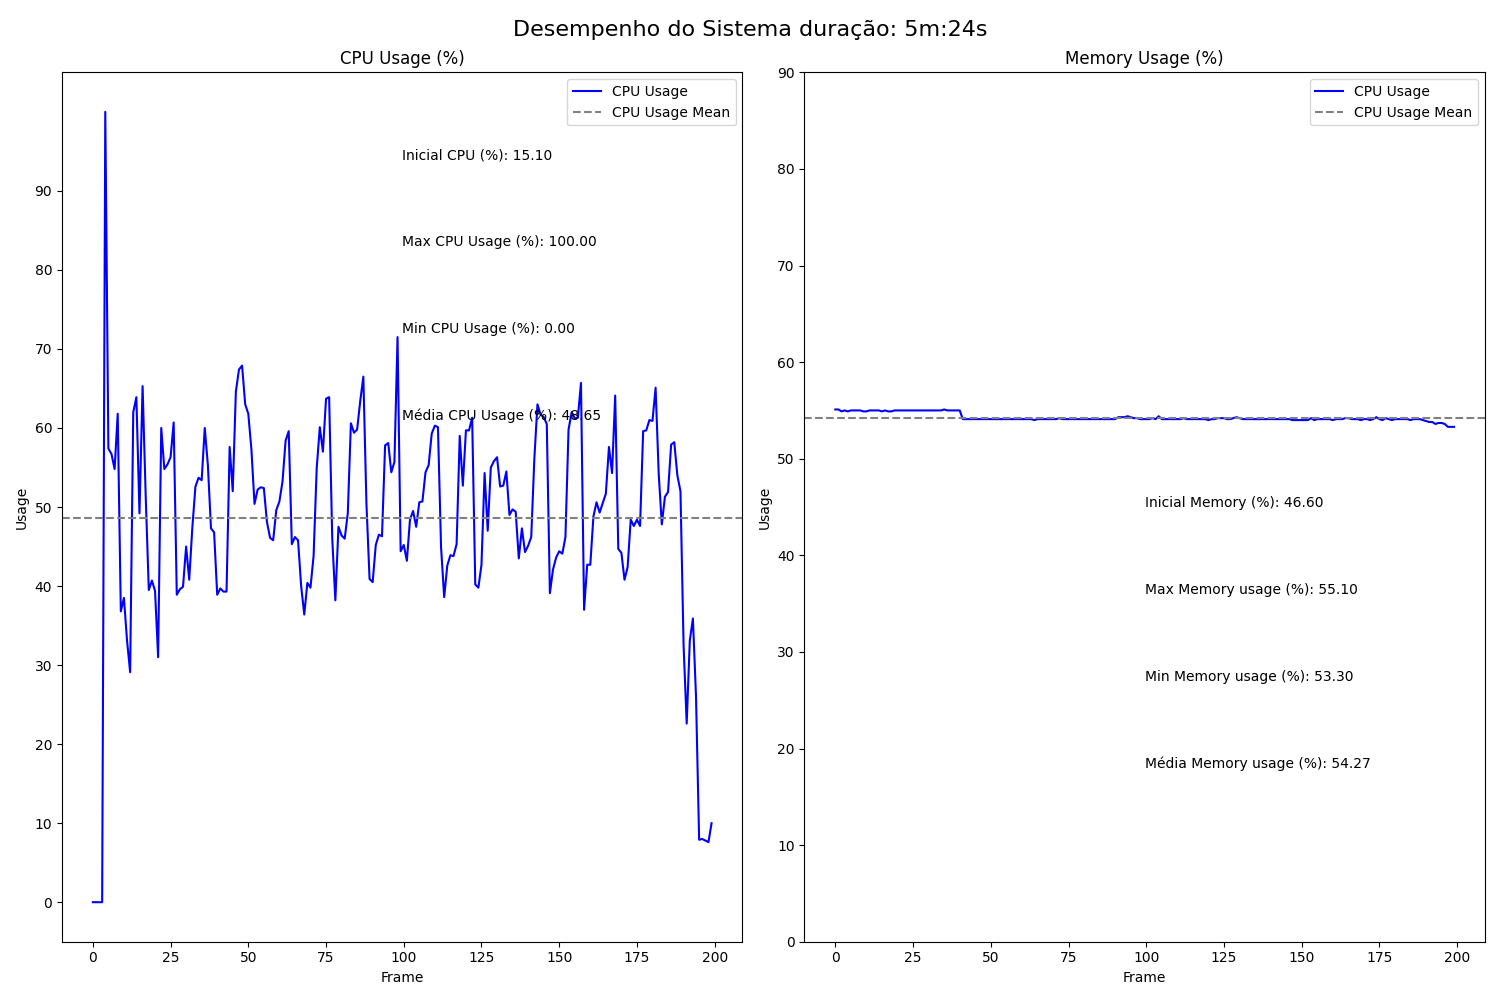 Desempenho do Sistema duração: 5m:24s
CPU Usage (%)
CPU Usage
CPU Usage Mean
Inicial CPU (%): 15.10
Max CPU Usage (%): 100.00
Min CPU Usage (%): 0.00
Média CPU Usage (%): 48.65
Usage
90
80
70
60
50
40
30
20
10
0
0 25 50 75 100 125 150 175 200
Frame
Memory Usage (%)
CPU Usage
CPU Usage Mean
Inicial Memory (%): 46.60
Max Memory usage (%): 55.10
Min Memory usage (%): 53.30
Média Memory usage (%): 54.27
Usage
90
80
70
60
50
40
30
20
10
0
0 25 50 75 100 125 150 175 200
Frame